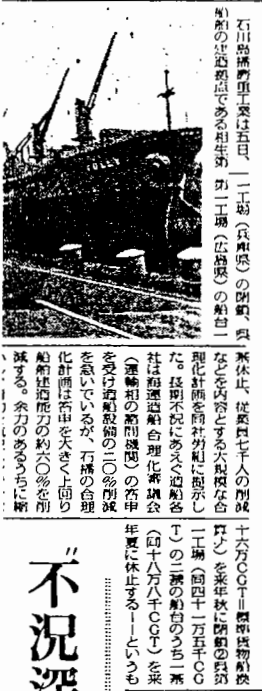 石川島播磨重工業は五日、
船舶の建造拠点である相生第
一工場(兵庫県)の閉鎖、呉
第一工場(広島県)の船台一
基休止、従業員七千人の削減
などを内容とする大規模な合
理化計画を同社労組に提示し
た。長期不況にあえぐ造船各
社は海運造船合理化審議会
(運輸相の諮問機関)の答申
を受け造船設備の二〇%削減
を急いでいるが、石播の合理
化計画は答申を大きく上回り
船舶建造能力の約六〇%を削
減する。余力のあるうちに縮
十六万CGT=標準貨物船換
算㌧)を来年秋に閉鎖②呉第
一工場(同四十一万五千CG
T)の二基の船台のうち一基
(同十八万八千CGT)を来
年夏に休止する――というも
"不況深